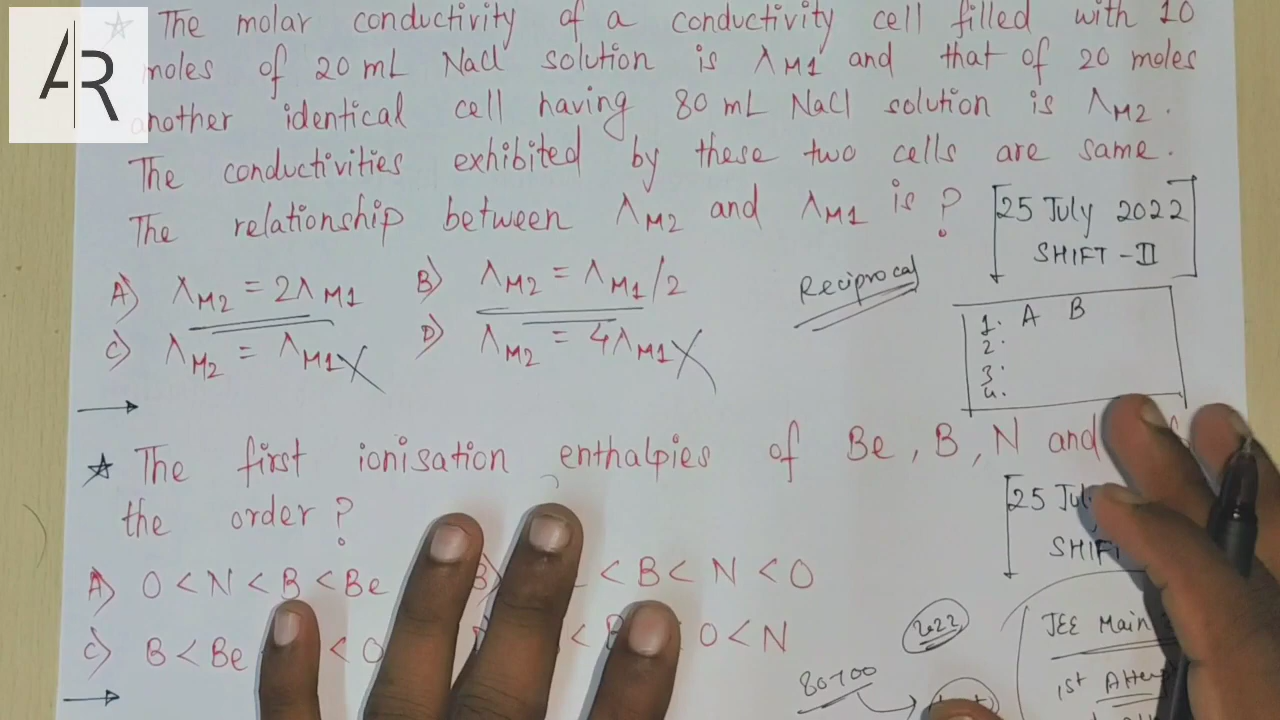 AR
The molar conductivity of a conductivity cell filled with 10
moles of 20 mL NaCl solution is λM1 and that of 20 moles
another identical cell having 80 mL NaCl solution is λM2.
The conductivities exhibited by these two cells are same.
The relationship between λM2 and λM1 is ?
[25 July 2022
SHIFT-II]
A) λM2 = 2λM1 B) λM2 = λM1/2
Reciprocal
C) λM2 = λM1 D) λM2 = 4λM1
1. A B
2.
3.
4.
The first ionisation enthalpies of Be, B, N and
the order ?
[25 Jul
SHIF
A) O < N < B < Be < B < N < O
C) B < Be < O < O < N
2022
JEE Main
80-100
1st Attem